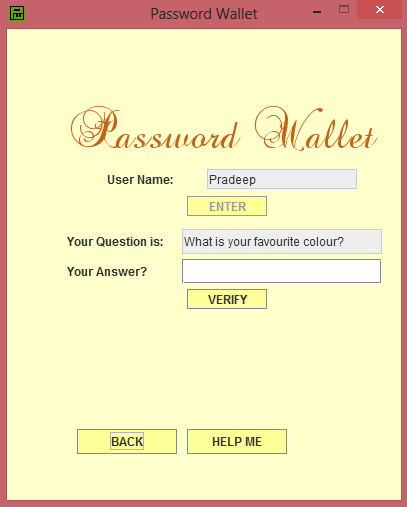 Password Wallet
Password Wallet
User Name: Pradeep
ENTER
Your Question is: What is your favourite colour?
Your Answer?
VERIFY
BACK HELP ME